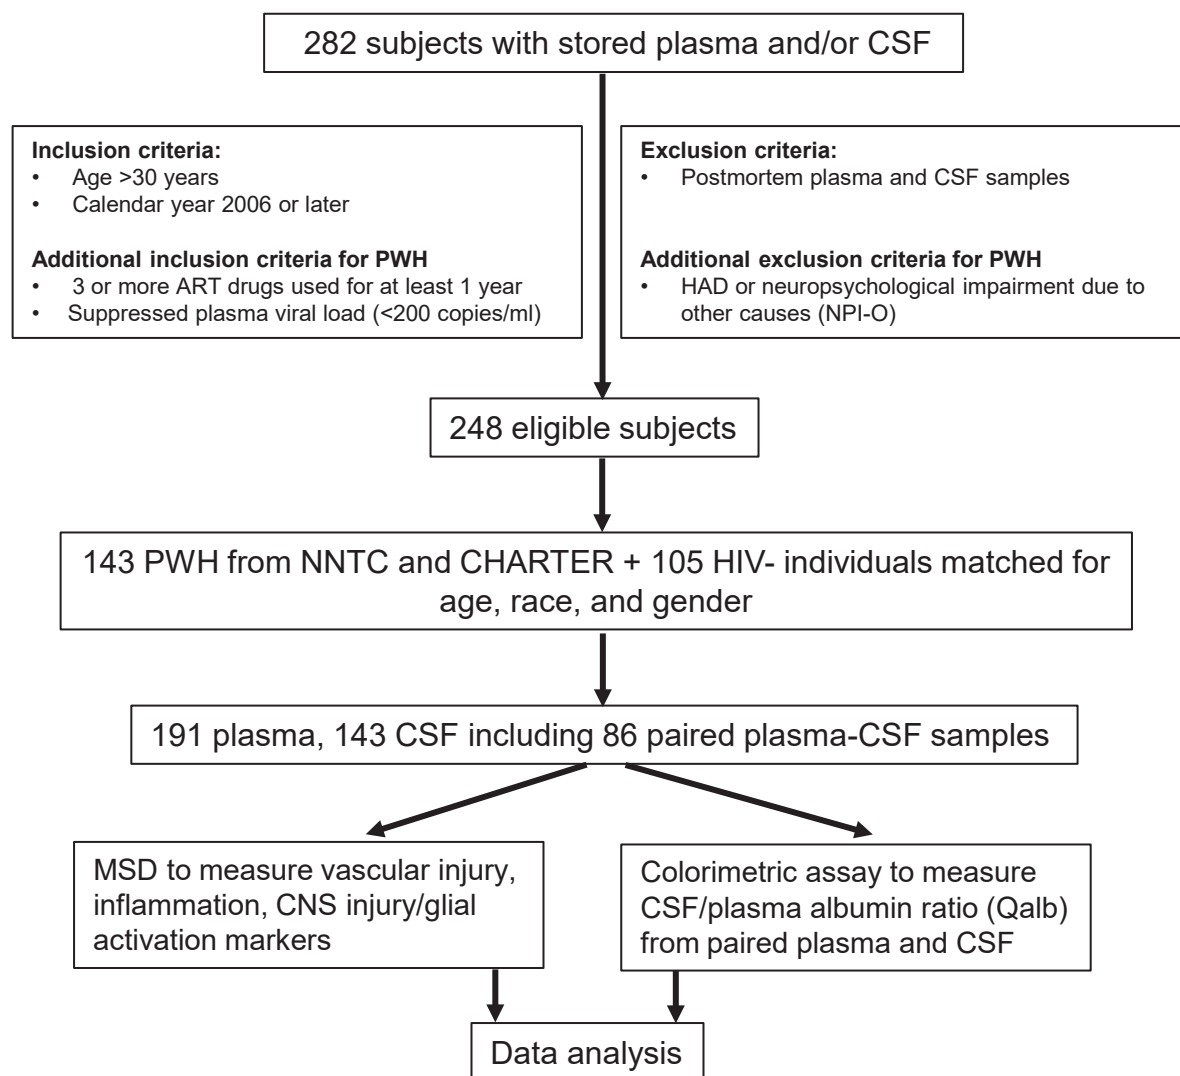 282 subjects with stored plasma and/or CSF
Inclusion criteria:
• Age >30 years
• Calendar year 2006 or later
Additional inclusion criteria for PWH
• 3 or more ART drugs used for at least 1 year
• Suppressed plasma viral load (<200 copies/ml)
Exclusion criteria:
• Postmortem plasma and CSF samples
Additional exclusion criteria for PWH
• HAD or neuropsychological impairment due to
other causes (NPI-O)
248 eligible subjects
143 PWH from NNTC and CHARTER + 105 HIV- individuals matched for
age, race, and gender
191 plasma, 143 CSF including 86 paired plasma-CSF samples
MSD to measure vascular injury,
inflammation, CNS injury/glial
activation markers
Colorimetric assay to measure
CSF/plasma albumin ratio (Qalb)
from paired plasma and CSF
Data analysis